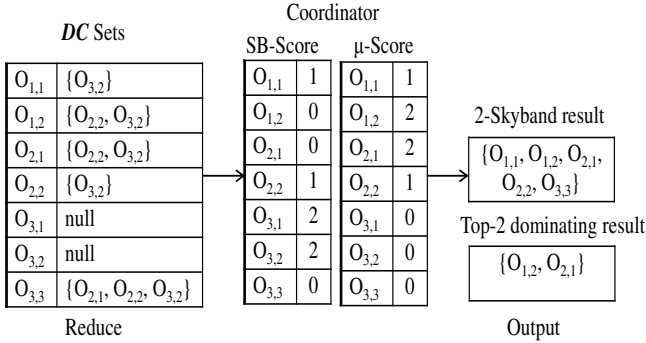 Coordinator
DC Sets
SB-Score μ-Score
O1,1 {O3,2} O1,1 1 O1,1 1
O1,2 {O2,2, O3,2} O1,2 0 O1,2 2
O2,1 {O2,2, O3,2} O2,1 0 O2,1 2
O2,2 {O3,2} O2,2 1 O2,2 1
O3,1 null O3,1 2 O3,1 0
O3,2 null O3,2 2 O3,2 0
O3,3 {O2,1, O2,2, O3,2} O3,3 0 O3,3 0
Reduce
2-Skyband result
{O1,1, O1,2, O2,1,
O2,2, O3,3}
Top-2 dominating result
{O1,2, O2,1}
Output